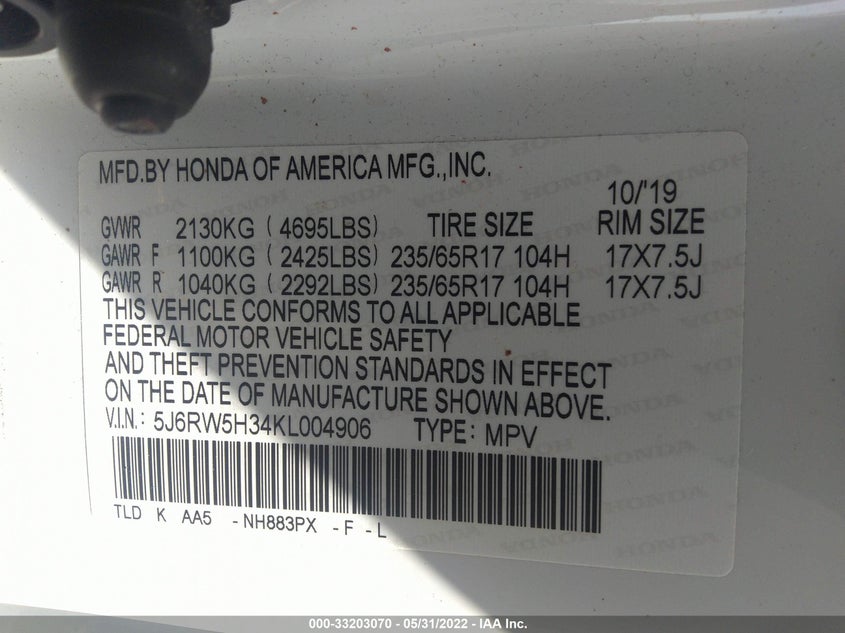 MFD.BY HONDA OF AMERICA MFG.,INC.
10/'19
GVWR 2130KG ( 4695LBS) TIRE SIZE RIM SIZE
GAWR F 1100KG ( 2425LBS) 235/65R17 104H 17X7.5J
GAWR R 1040KG ( 2292LBS) 235/65R17 104H 17X7.5J
THIS VEHICLE CONFORMS TO ALL APPLICABLE
FEDERAL MOTOR VEHICLE SAFETY
AND THEFT PREVENTION STANDARDS IN EFFECT
ON THE DATE OF MANUFACTURE SHOWN ABOVE.
V.I.N.: 5J6RW5H34KL004906 TYPE: MPV
TLD K AA5 -NH883PX -F -L
000-33203070 - 05/31/2022 - IAA Inc.